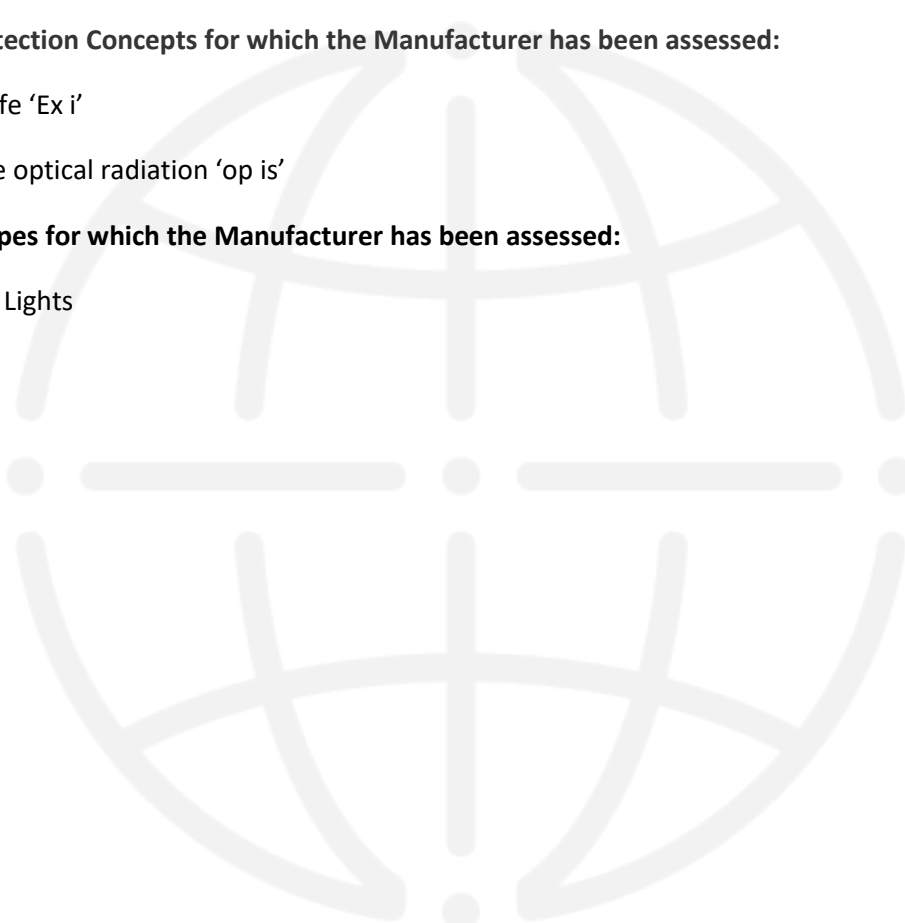 tection Concepts for which the Manufacturer has been assessed:
fe ‘Ex i’
e optical radiation ‘op is’
pes for which the Manufacturer has been assessed:
Lights